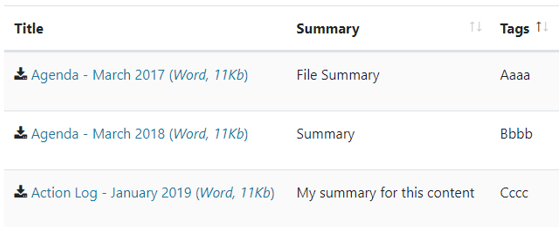 Title Summary Tags
Agenda - March 2017 (Word, 11Kb) File Summary Aaaa
Agenda - March 2018 (Word, 11Kb) Summary Bbbb
Action Log - January 2019 (Word, 11Kb) My summary for this content Cccc